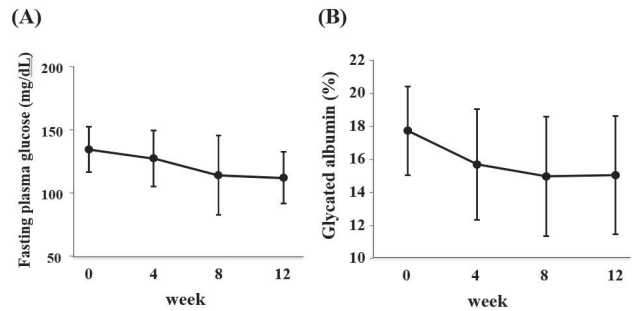 (A)
Fasting plasma glucose (mg/dL)
200
150
100
50
0 4 8 12
week
(B)
Glycated albumin (%)
22
20
18
16
14
12
10
0 4 8 12
week